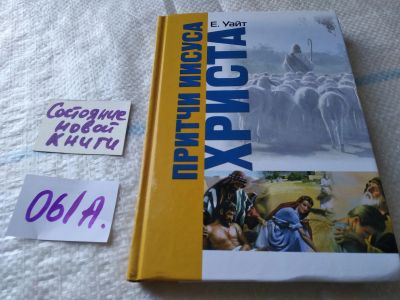 Состояние
новой
книги
061А.
Е. Уайт
ПРИТЧИ ИИСУСА
ХРИСТА